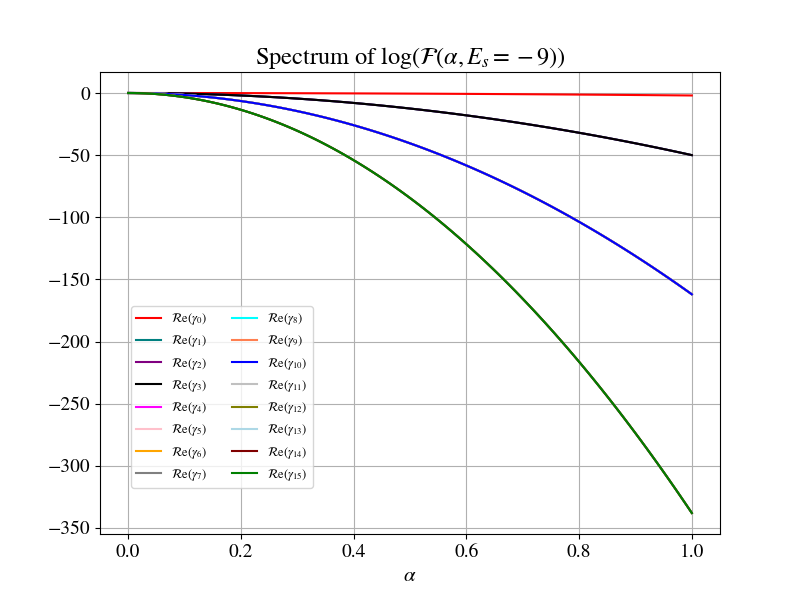 Spectrum of log(ℱ(α, E_s = −9))
0
−50
−100
−150
−200
−250
−300
−350
0.0 0.2 0.4 0.6 0.8 1.0
α
ℛe(γ₀) ℛe(γ₈)
ℛe(γ₁) ℛe(γ₉)
ℛe(γ₂) ℛe(γ₁₀)
ℛe(γ₃) ℛe(γ₁₁)
ℛe(γ₄) ℛe(γ₁₂)
ℛe(γ₅) ℛe(γ₁₃)
ℛe(γ₆) ℛe(γ₁₄)
ℛe(γ₇) ℛe(γ₁₅)